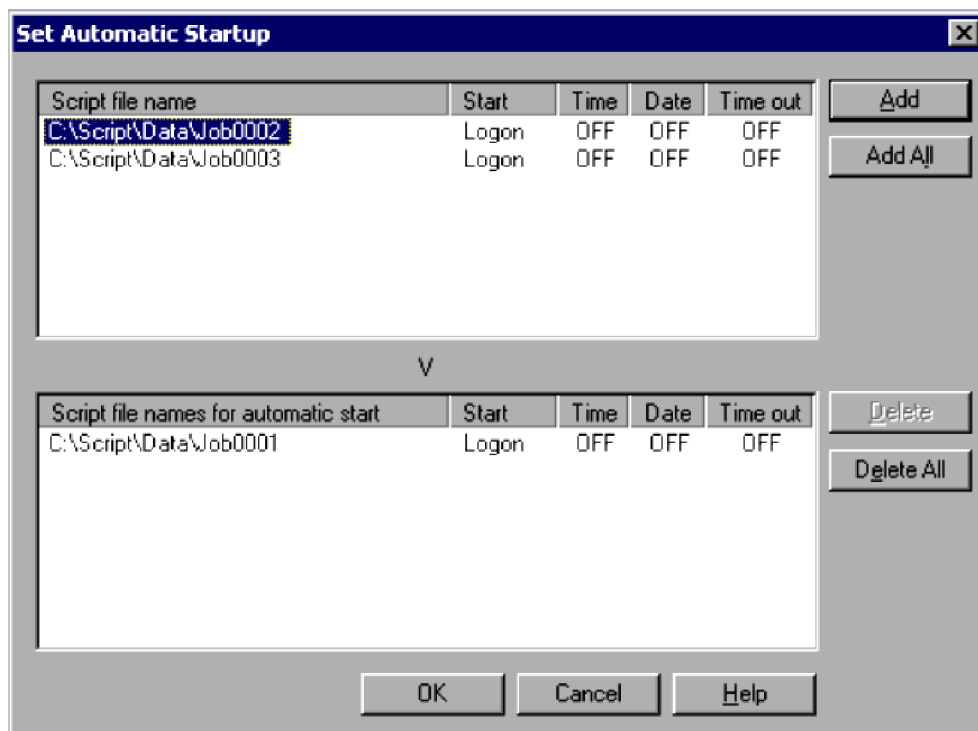 Set Automatic Startup
Script file name Start Time Date Time out
C:\Script\Data\Job0002 Logon OFF OFF OFF
C:\Script\Data\Job0003 Logon OFF OFF OFF
Add
Add All
V
Script file names for automatic start Start Time Date Time out
C:\Script\Data\Job0001 Logon OFF OFF OFF
Delete
Delete All
OK Cancel Help